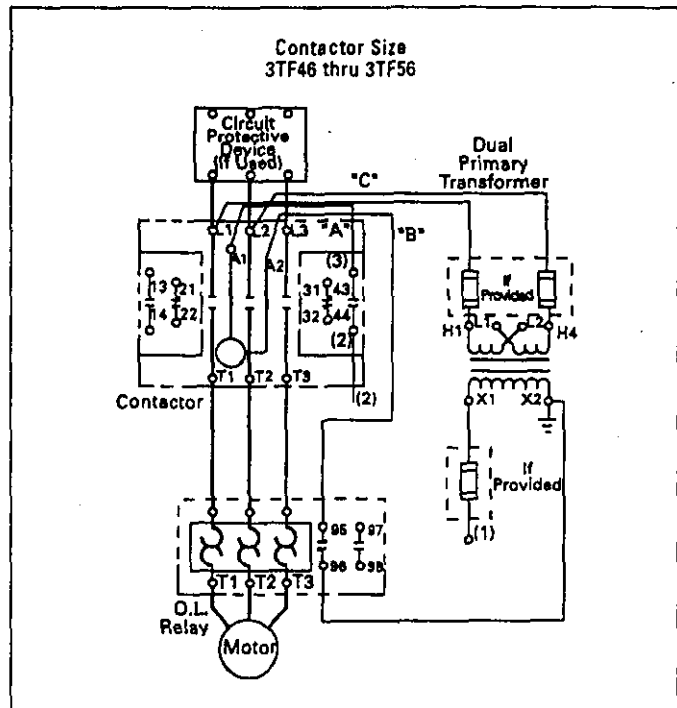 Contactor Size
3TF46 thru 3TF56
Circuit
Protective
Device
(If Used)
Dual
Primary
Transformer
"C"
L1
L2
L3
"A"
"B"
A1
A2
(3)
13
21
14
22
31
43
32
44
(2)
T1
T2
T3
(2)
Contactor
If
Provided
H1
L1
L2
H4
X1
X2
If
Provided
(1)
95
97
96
98
T1
T2
T3
O.L.
Relay
Motor